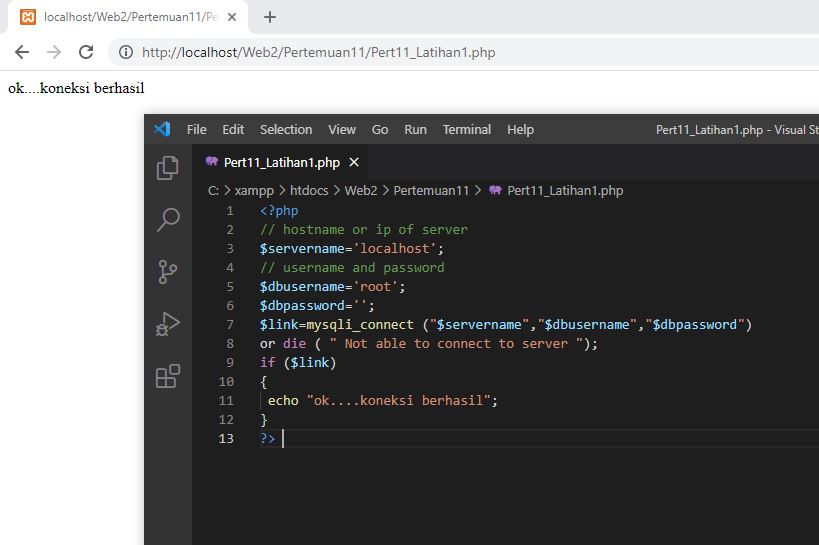 localhost/Web2/Pertemuan11/Pe
http://localhost/Web2/Pertemuan11/Pert11_Latihan1.php
ok....koneksi berhasil
File Edit Selection View Go Run Terminal Help Pert11_Latihan1.php - Visual St
Pert11_Latihan1.php
C: > xampp > htdocs > Web2 > Pertemuan11 > Pert11_Latihan1.php
1 <?php
2 // hostname or ip of server
3 $servername='localhost';
4 // username and password
5 $dbusername='root';
6 $dbpassword='';
7 $link=mysqli_connect ("$servername","$dbusername","$dbpassword")
8 or die ( " Not able to connect to server ");
9 if ($link)
10 {
11 echo "ok....koneksi berhasil";
12 }
13 ?>